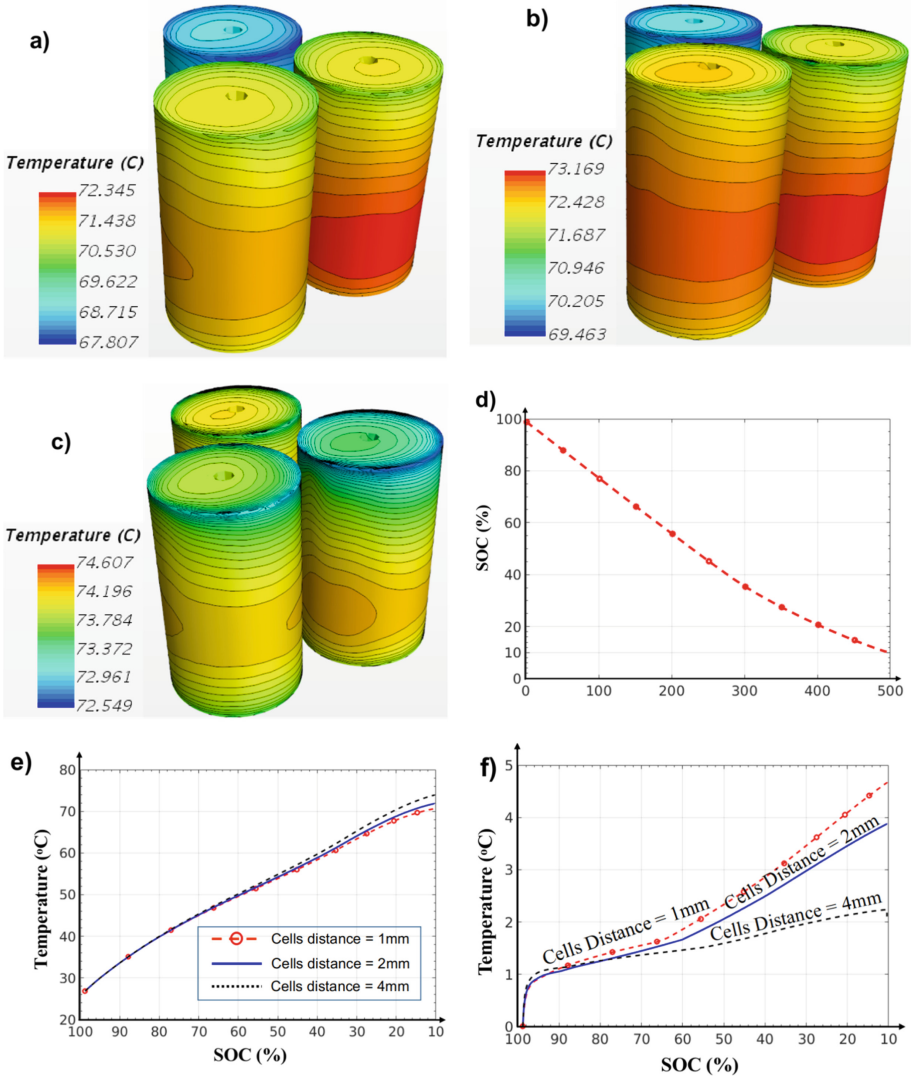 a)
Temperature (C)
72.345
71.438
70.530
69.622
68.715
67.807
b)
Temperature (C)
73.169
72.428
71.687
70.946
70.205
69.463
c)
Temperature (C)
74.607
74.196
73.784
73.372
72.961
72.549
d)
SOC (%)
100
80
60
40
20
10
0
0 100 200 300 400 500
e)
Temperature (oC)
80
70
60
50
40
30
20
Cells distance = 1mm
Cells distance = 2mm
Cells distance = 4mm
100 90 80 70 60 50 40 30 20 10
SOC (%)
f)
Temperature (oC)
5
4
3
2
1
0
Cells Distance = 1mm
Cells Distance = 2mm
Cells Distance = 4mm
100 90 80 70 60 50 40 30 20 10
SOC (%)